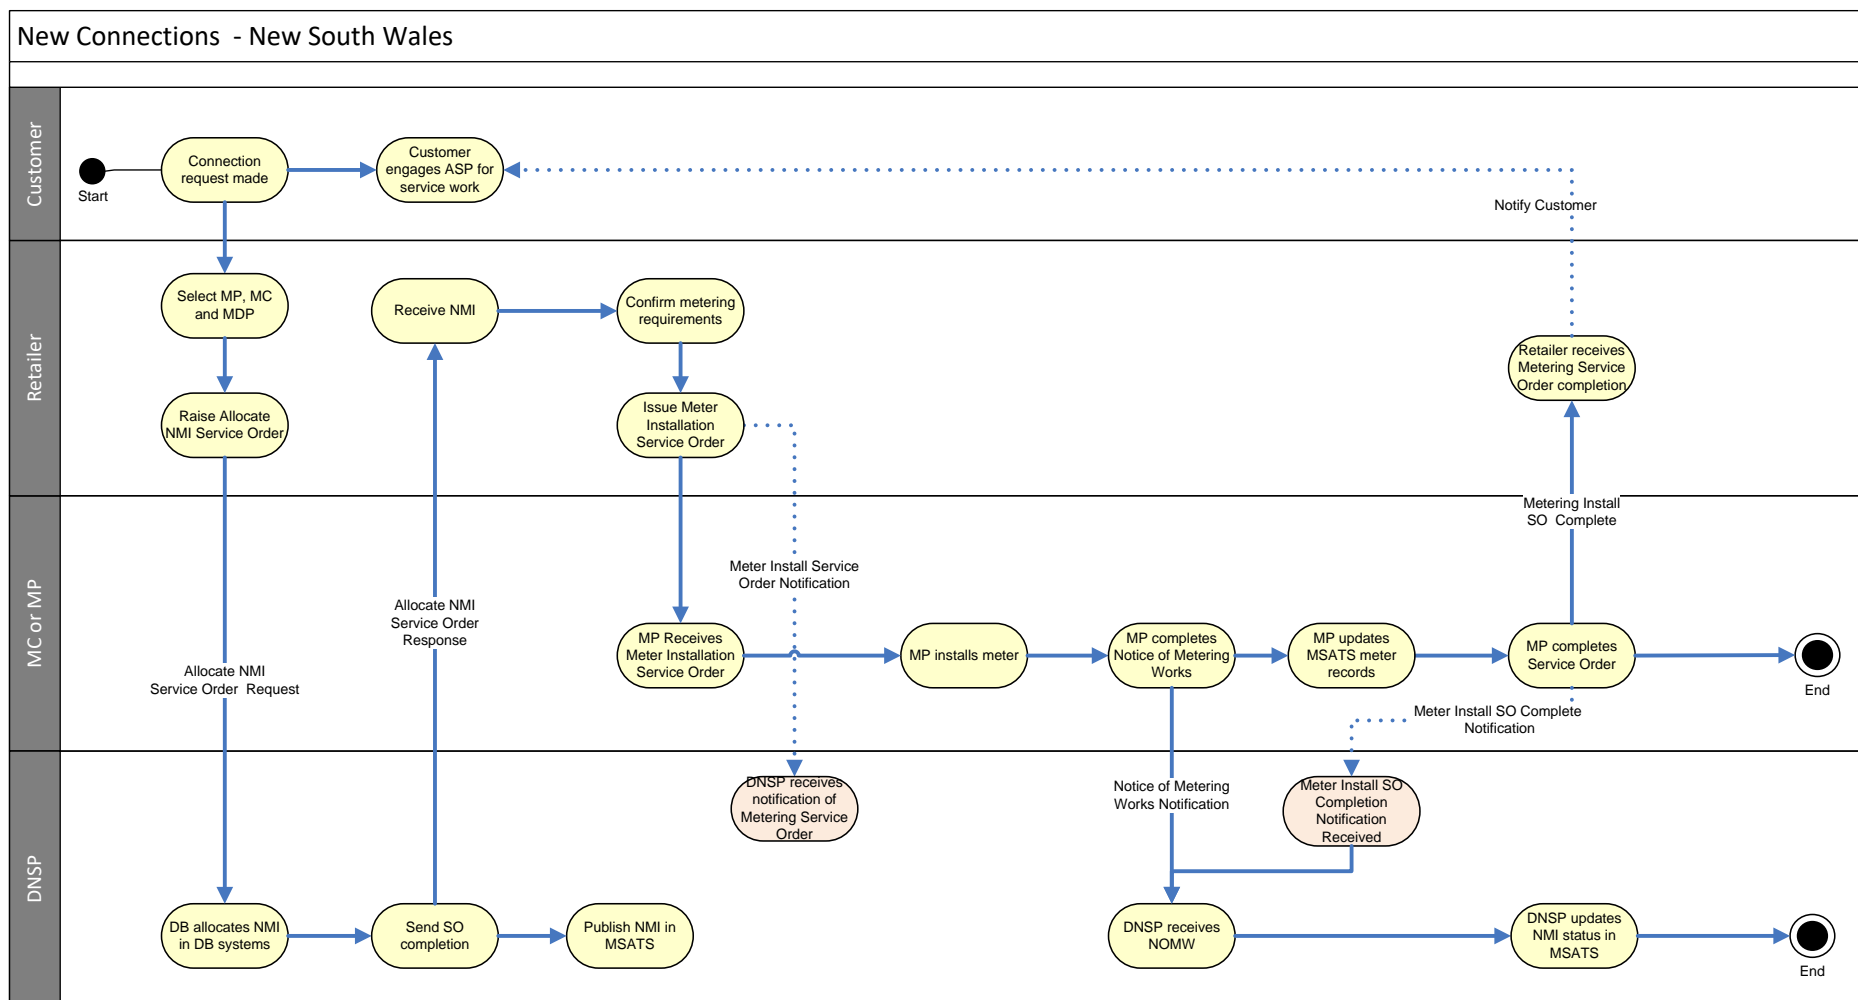 New Connections  - New South Wales
Customer
Start
Connection
request made
Customer
engages ASP for
service work
Notify Customer
Retailer
Select MP, MC
and MDP
Receive NMI
Confirm metering
requirements
Retailer receives
Metering Service
Order completion
Raise Allocate
NMI Service Order
Issue Meter
Installation
Service Order
MC or MP
Metering Install
SO  Complete
Meter Install Service
Order Notification
Allocate NMI
Service Order
Response
Allocate NMI
Service Order  Request
MP Receives
Meter Installation
Service Order
MP installs meter
MP completes
Notice of Metering
Works
MP updates
MSATS meter
records
MP completes
Service Order
End
Meter Install SO Complete
Notification
DNSP
DNSP receives
notification of
Metering Service
Order
Notice of Metering
Works Notification
Meter Install SO
Completion
Notification
Received
DB allocates NMI
in DB systems
Send SO
completion
Publish NMI in
MSATS
DNSP receives
NOMW
DNSP updates
NMI status in
MSATS
End